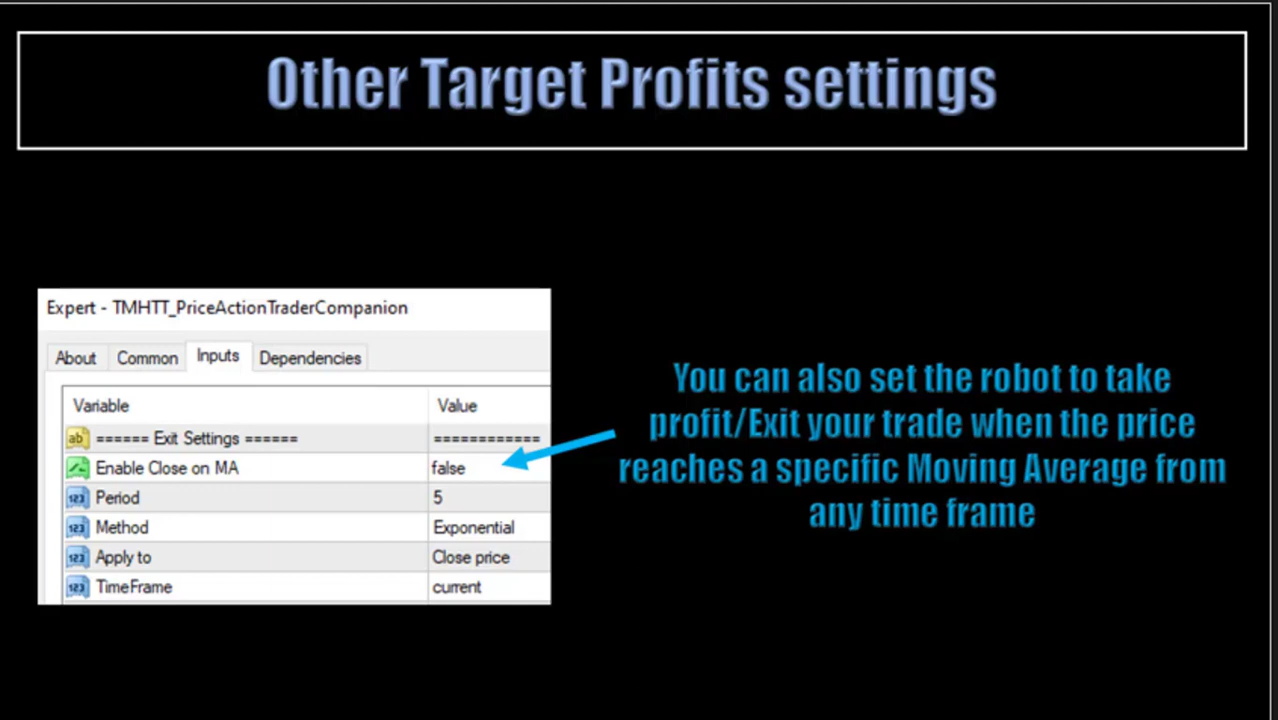 Other Target Profits settings
Expert - TMHTT_PriceActionTraderCompanion
About Common Inputs Dependencies
Variable Value
====== Exit Settings ====== ============
Enable Close on MA false
Period 5
Method Exponential
Apply to Close price
TimeFrame current
You can also set the robot to take
profit/Exit your trade when the price
reaches a specific Moving Average from
any time frame